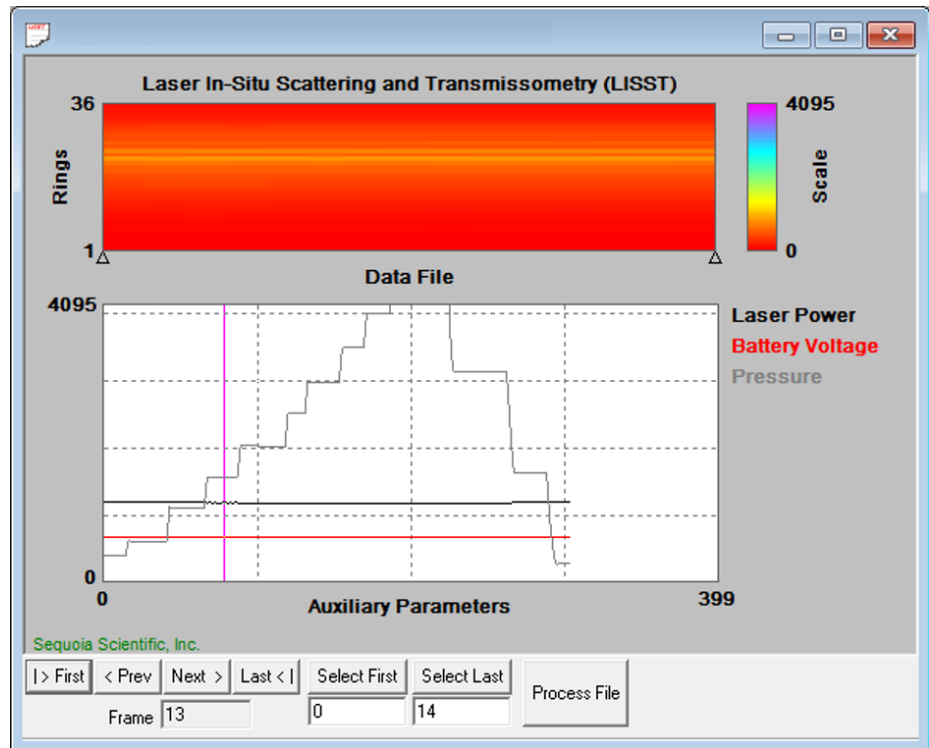 Laser In-Situ Scattering and Transmissometry (LISST)
36
Rings
1
4095
Scale
0
Data File
4095
0
0
Auxiliary Parameters
399
Laser Power
Battery Voltage
Pressure
Sequoia Scientific, Inc.
|> First
< Prev
Next >
Last < |
Select First
Select Last
Process File
Frame
13
0
14